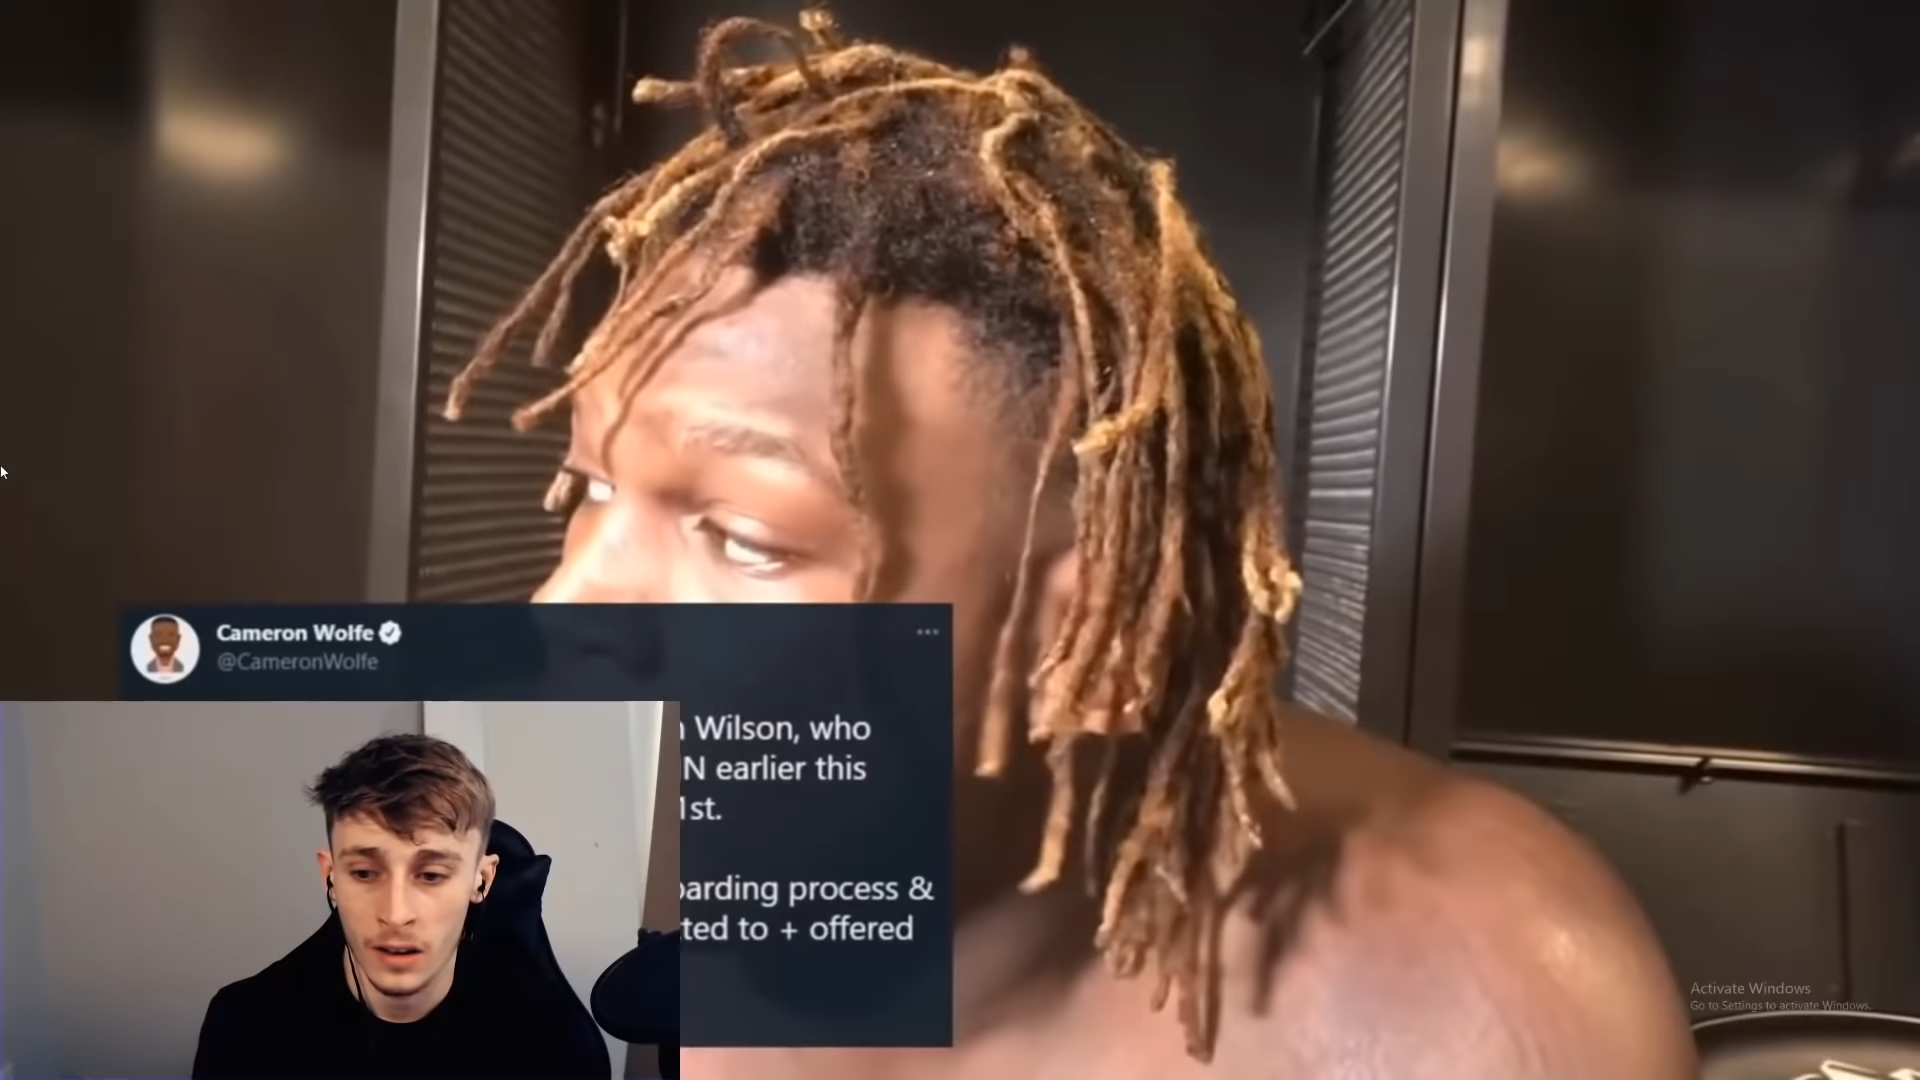 Cameron Wolfe
@CameronWolfe
Wilson, who
N earlier this
1st.
arding process &
ted to + offered
Activate Windows
Go to Settings to activate Windows.